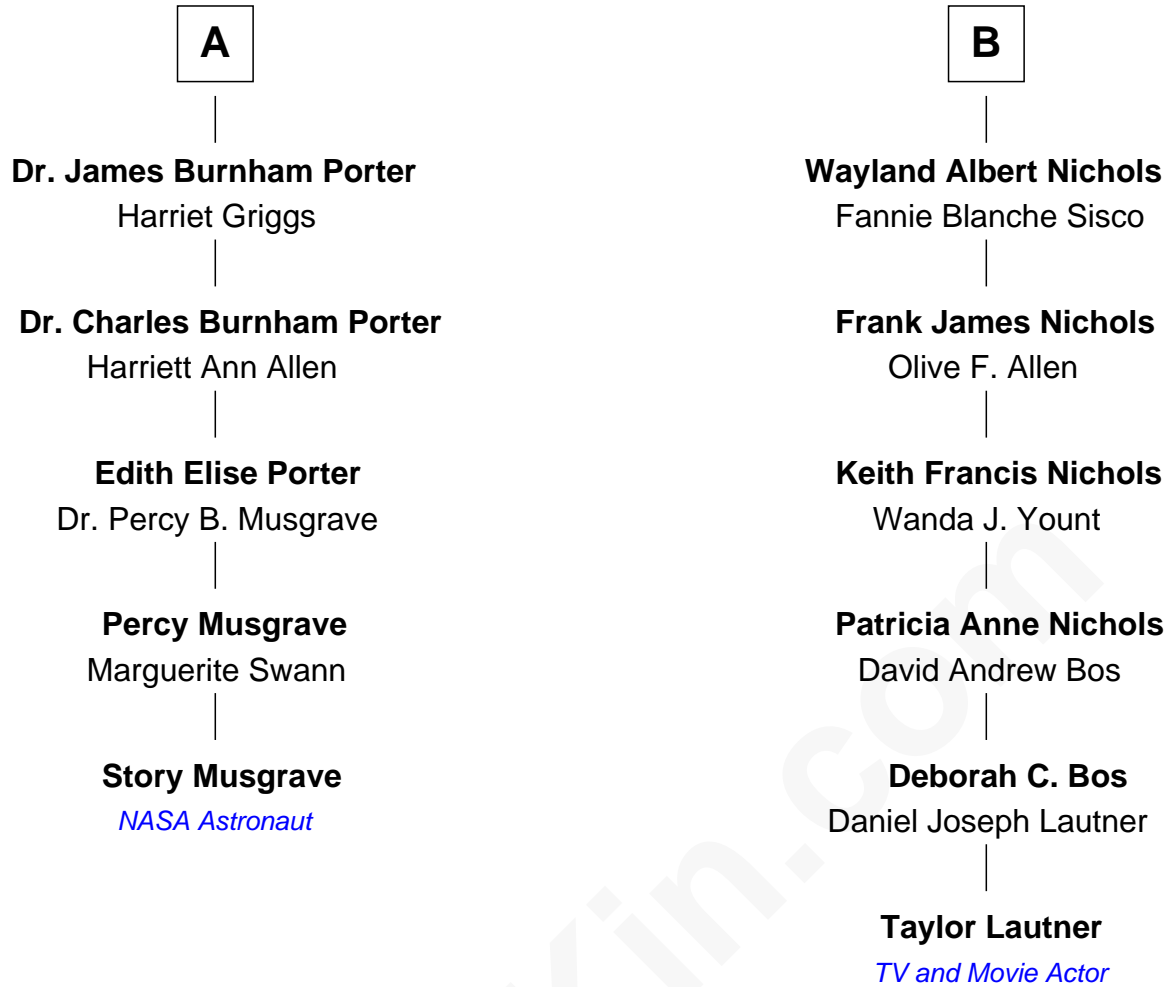 A
Dr. James Burnham Porter
Harriet Griggs
Dr. Charles Burnham Porter
Harriett Ann Allen
Edith Elise Porter
Dr. Percy B. Musgrave
Percy Musgrave
Marguerite Swann
Story Musgrave
NASA Astronaut
B
Wayland Albert Nichols
Fannie Blanche Sisco
Frank James Nichols
Olive F. Allen
Keith Francis Nichols
Wanda J. Yount
Patricia Anne Nichols
David Andrew Bos
Deborah C. Bos
Daniel Joseph Lautner
Taylor Lautner
TV and Movie Actor